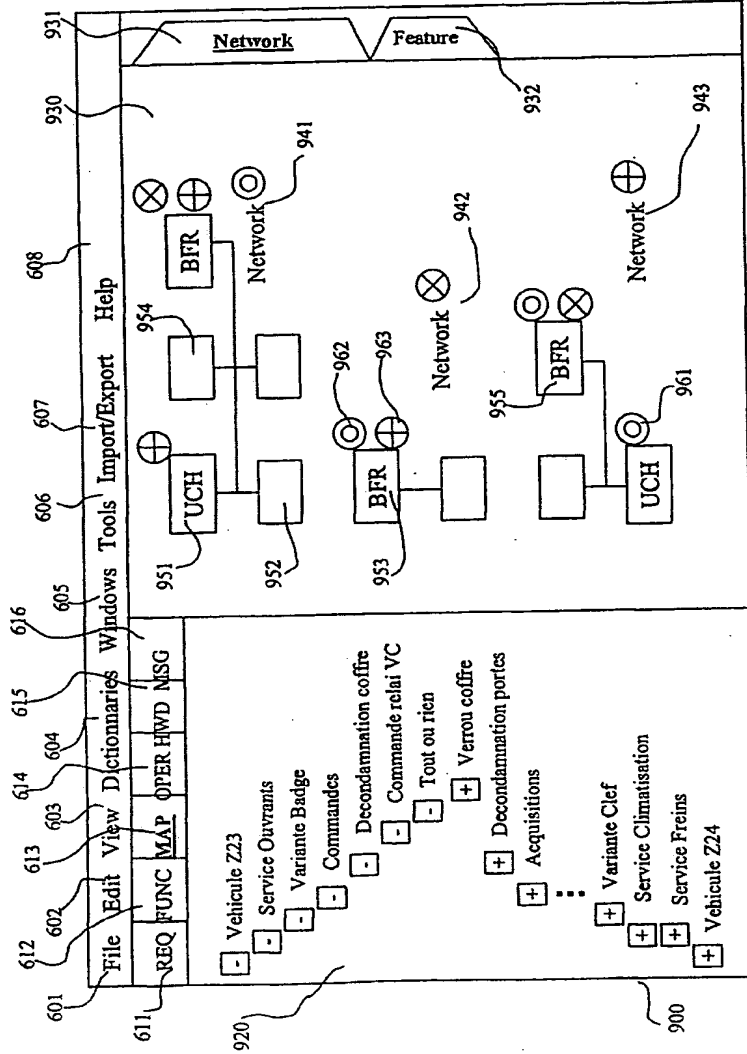 601 602 603 604 605 606 607 608
File Edit View Dictionnaries Windows Tools Import/Export Help
611 612 613 614 615 616
REQ FUNC MAP OPER HWD MSG
- Vehicule Z23
- Service Ouvrants
- Variante Badge
- Commandes
- Decondamnation coffre
- Commande relai VC
- Tout ou rien
+ Verrou coffre
+ Decondamnation portes
+ Acquisitions
+ Variante Clef
+ Service Climatisation
+ Service Freins
+ Vehicule Z24
920
900
930
931
Network
Feature
932
951
UCH
954
BFR
952
Network
941
962
BFR
963
953
Network
942
BFR
955
961
UCH
Network
943